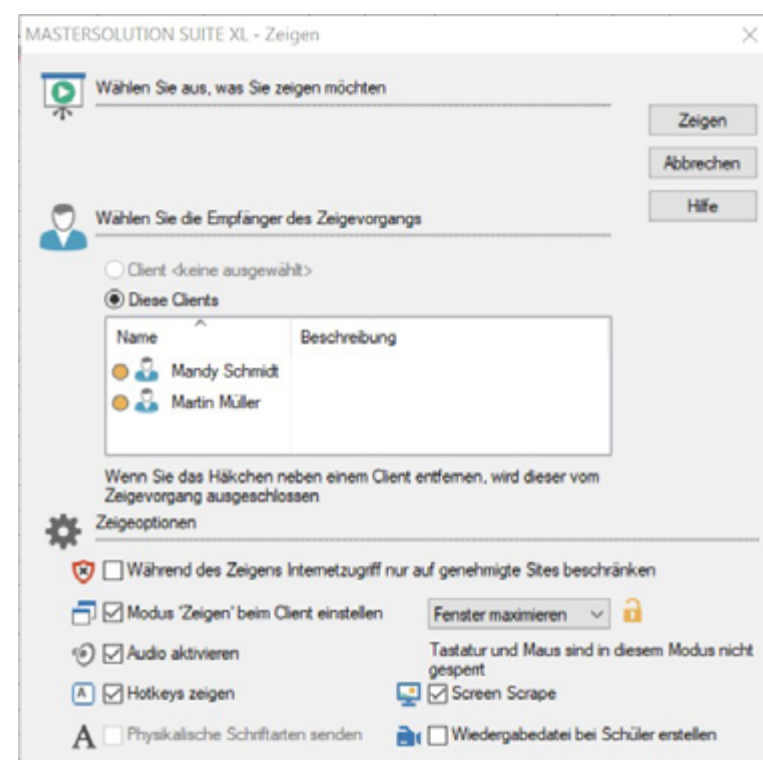 MASTERSOLUTION SUITE XL - Zeigen
Wählen Sie aus, was Sie zeigen möchten
Zeigen
Abbrechen
Hilfe
Wählen Sie die Empfänger des Zeigevorgangs
Client <keine ausgewählt>
Diese Clients
Name Beschreibung
Mandy Schmidt
Martin Müller
Wenn Sie das Häkchen neben einem Client entfernen, wird dieser vom
Zeigevorgang ausgeschlossen
Zeigeoptionen
Während des Zeigens Internetzugriff nur auf genehmigte Sites beschränken
Modus 'Zeigen' beim Client einstellen Fenster maximieren
Audio aktivieren Tastatur und Maus sind in diesem Modus nicht
gesperrt
Hotkeys zeigen Screen Scrape
Physikalische Schriftarten senden Wiedergabedatei bei Schüler erstellen